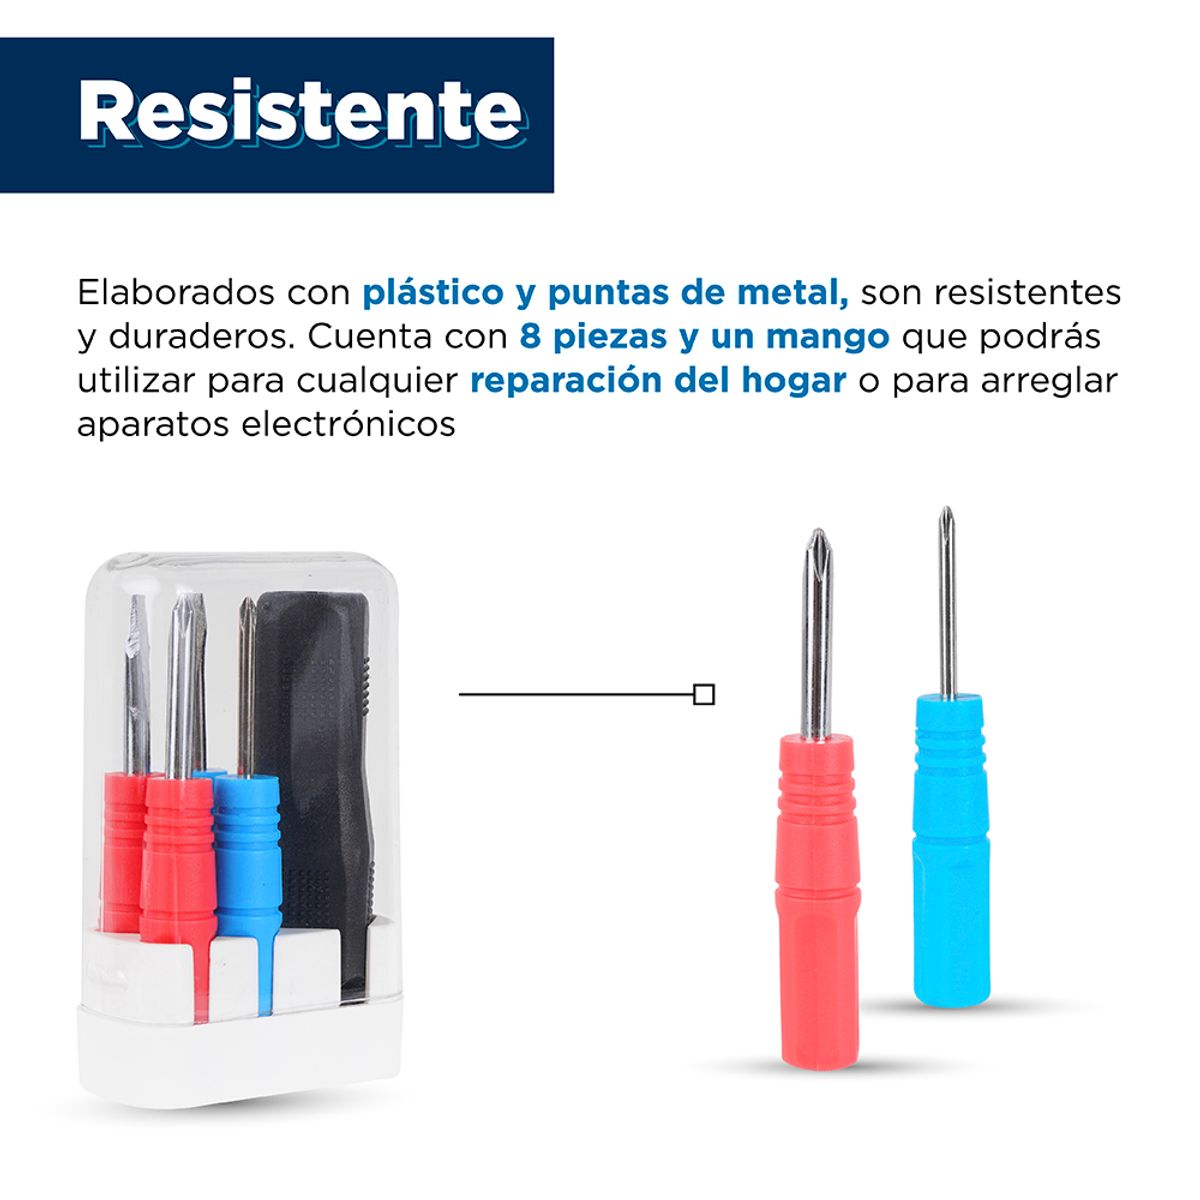 Resistente
Elaborados con plástico y puntas de metal, son resistentes
y duraderos. Cuenta con 8 piezas y un mango que podrás
utilizar para cualquier reparación del hogar o para arreglar
aparatos electrónicos